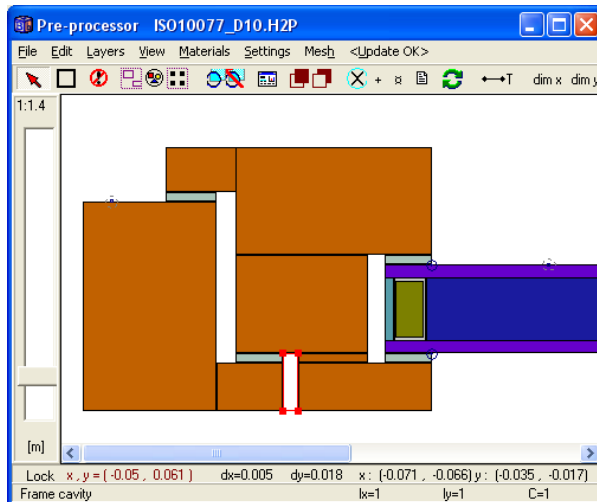 Pre-processor ISO10077_D10.H2P
File Edit Layers View Materials Settings Mesh <Update OK>
T dim x dim y
1:1.4
[m]
Lock x,y=(-0.05 , 0.061) dx=0.005 dy=0.018 x: (-0.071 , -0.066) y: (-0.035 , -0.017)
Frame cavity lx=1 ly=1 C=1